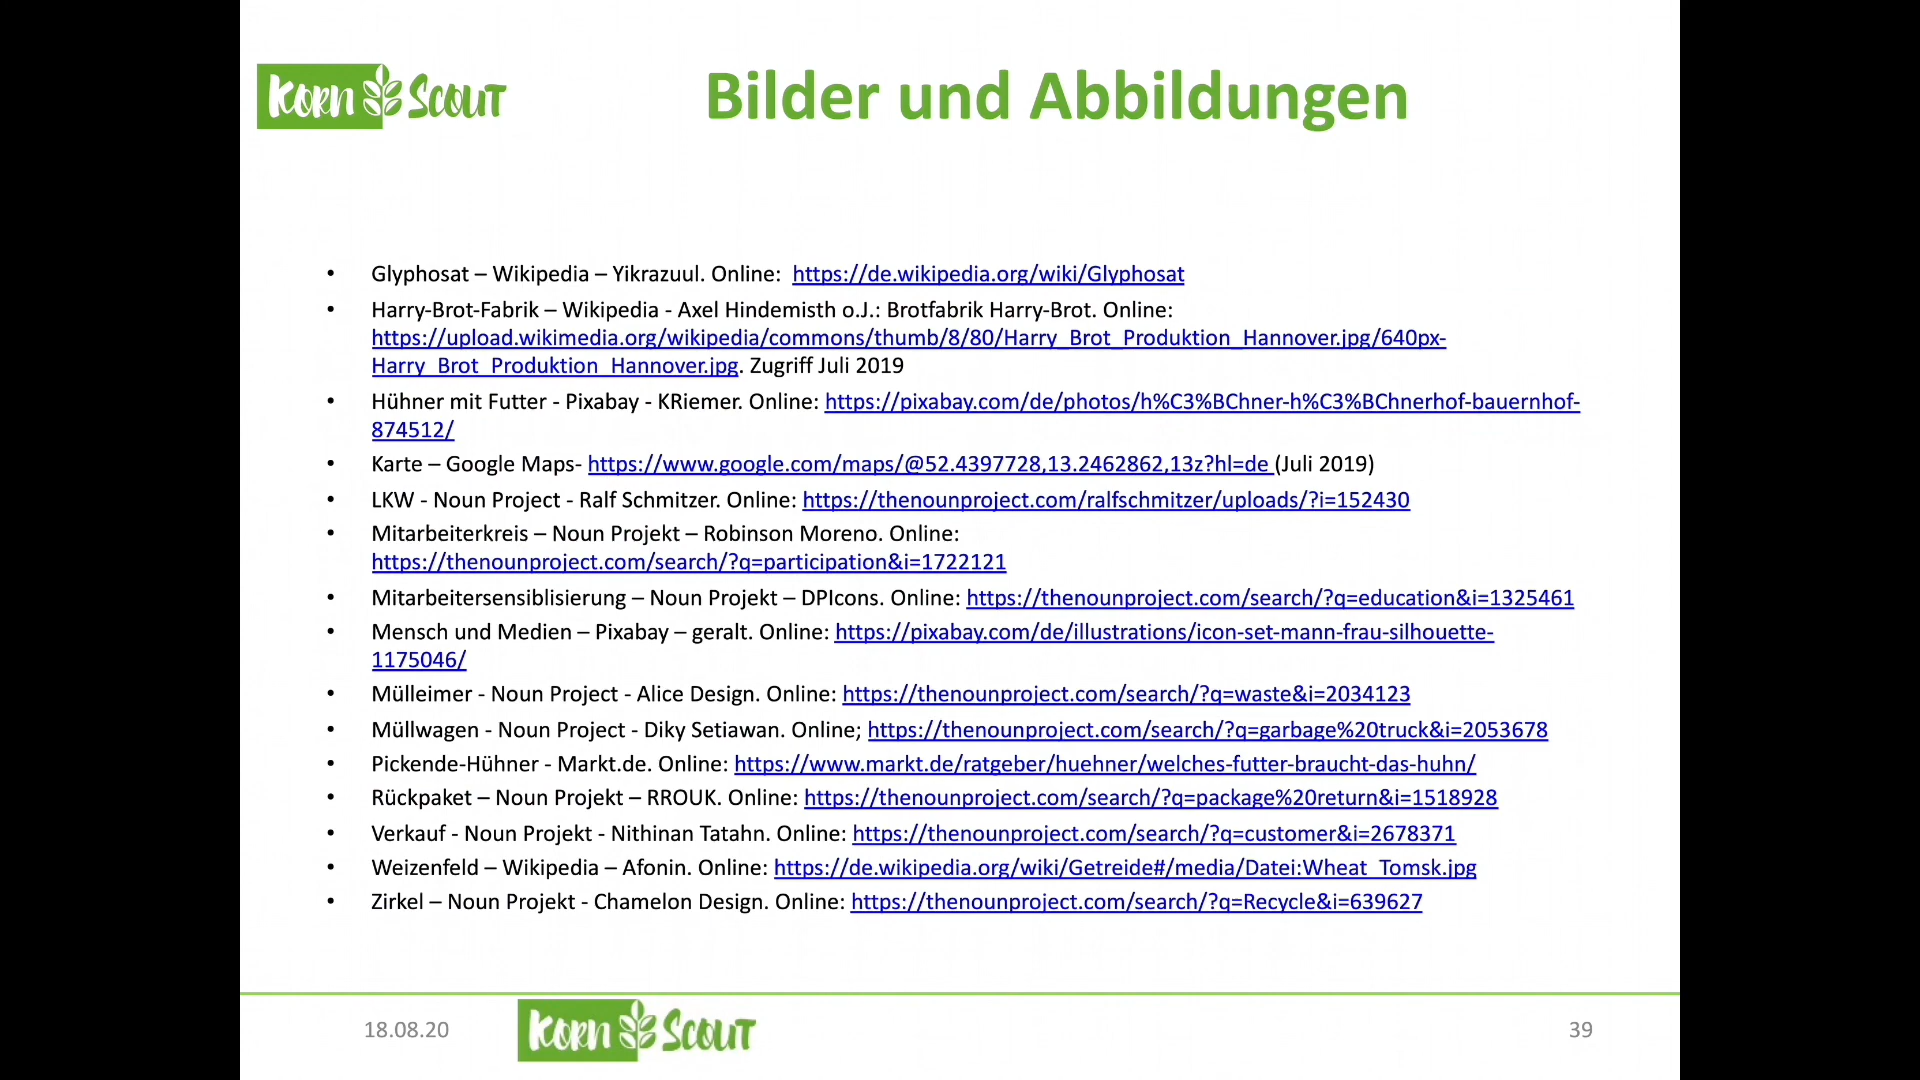 Korn Scout
Bilder und Abbildungen
• Glyphosat – Wikipedia – Yikrazuul. Online: https://de.wikipedia.org/wiki/Glyphosat
• Harry-Brot-Fabrik – Wikipedia - Axel Hindemisth o.J.: Brotfabrik Harry-Brot. Online:
https://upload.wikimedia.org/wikipedia/commons/thumb/8/80/Harry_Brot_Produktion_Hannover.jpg/640px-
Harry_Brot_Produktion_Hannover.jpg. Zugriff Juli 2019
• Hühner mit Futter - Pixabay - KRiemer. Online: https://pixabay.com/de/photos/h%C3%BChner-h%C3%BChnerhof-bauernhof-
874512/
• Karte – Google Maps- https://www.google.com/maps/@52.4397728,13.2462862,13z?hl=de (Juli 2019)
• LKW - Noun Project - Ralf Schmitzer. Online: https://thenounproject.com/ralfschmitzer/uploads/?i=152430
• Mitarbeiterkreis – Noun Projekt – Robinson Moreno. Online:
https://thenounproject.com/search/?q=participation&i=1722121
• Mitarbeitersensiblisierung – Noun Projekt – DPIcons. Online: https://thenounproject.com/search/?q=education&i=1325461
• Mensch und Medien – Pixabay – geralt. Online: https://pixabay.com/de/illustrations/icon-set-mann-frau-silhouette-
1175046/
• Mülleimer - Noun Project - Alice Design. Online: https://thenounproject.com/search/?q=waste&i=2034123
• Müllwagen - Noun Project - Diky Setiawan. Online; https://thenounproject.com/search/?q=garbage%20truck&i=2053678
• Pickende-Hühner - Markt.de. Online: https://www.markt.de/ratgeber/huehner/welches-futter-braucht-das-huhn/
• Rückpaket – Noun Projekt – RROUK. Online: https://thenounproject.com/search/?q=package%20return&i=1518928
• Verkauf - Noun Projekt - Nithinan Tatahn. Online: https://thenounproject.com/search/?q=customer&i=2678371
• Weizenfeld – Wikipedia – Afonin. Online: https://de.wikipedia.org/wiki/Getreide#/media/Datei:Wheat_Tomsk.jpg
• Zirkel – Noun Projekt - Chamelon Design. Online: https://thenounproject.com/search/?q=Recycle&i=639627
18.08.20
Korn Scout
39